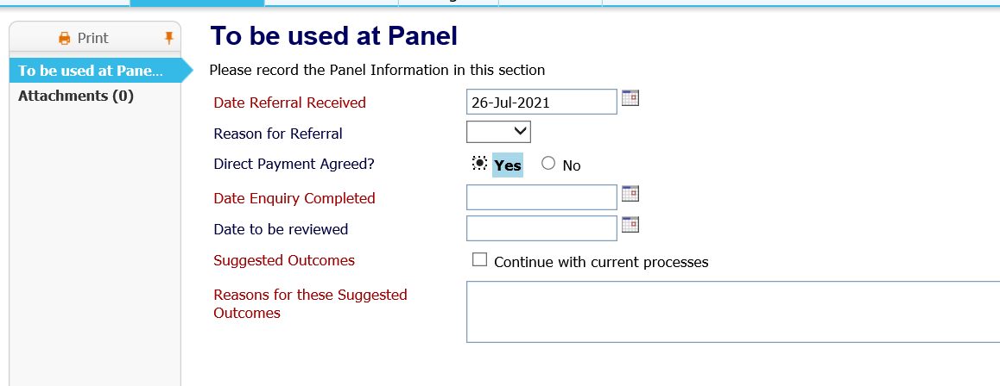 Print
To be used at Panel
To be used at Pane...
Please record the Panel Information in this section
Attachments (0)
Date Referral Received 26-Jul-2021
Reason for Referral
Direct Payment Agreed? Yes No
Date Enquiry Completed
Date to be reviewed
Suggested Outcomes Continue with current processes
Reasons for these Suggested
Outcomes